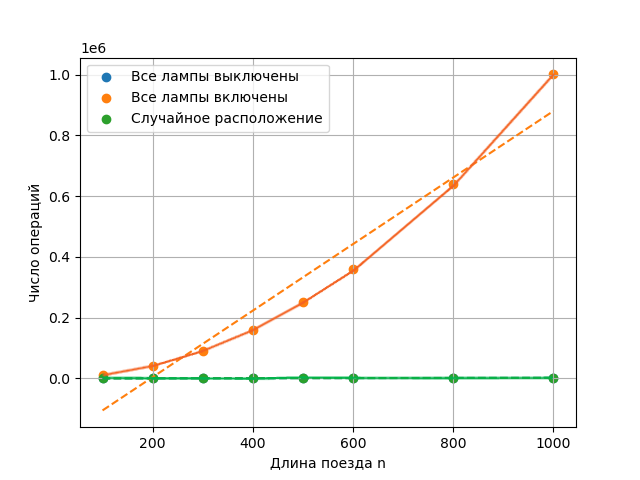 1e6
1.0
0.8
0.6
0.4
0.2
0.0
Все лампы выключены
Все лампы включены
Случайное расположение
Число операций
200 400 600 800 1000
Длина поезда n